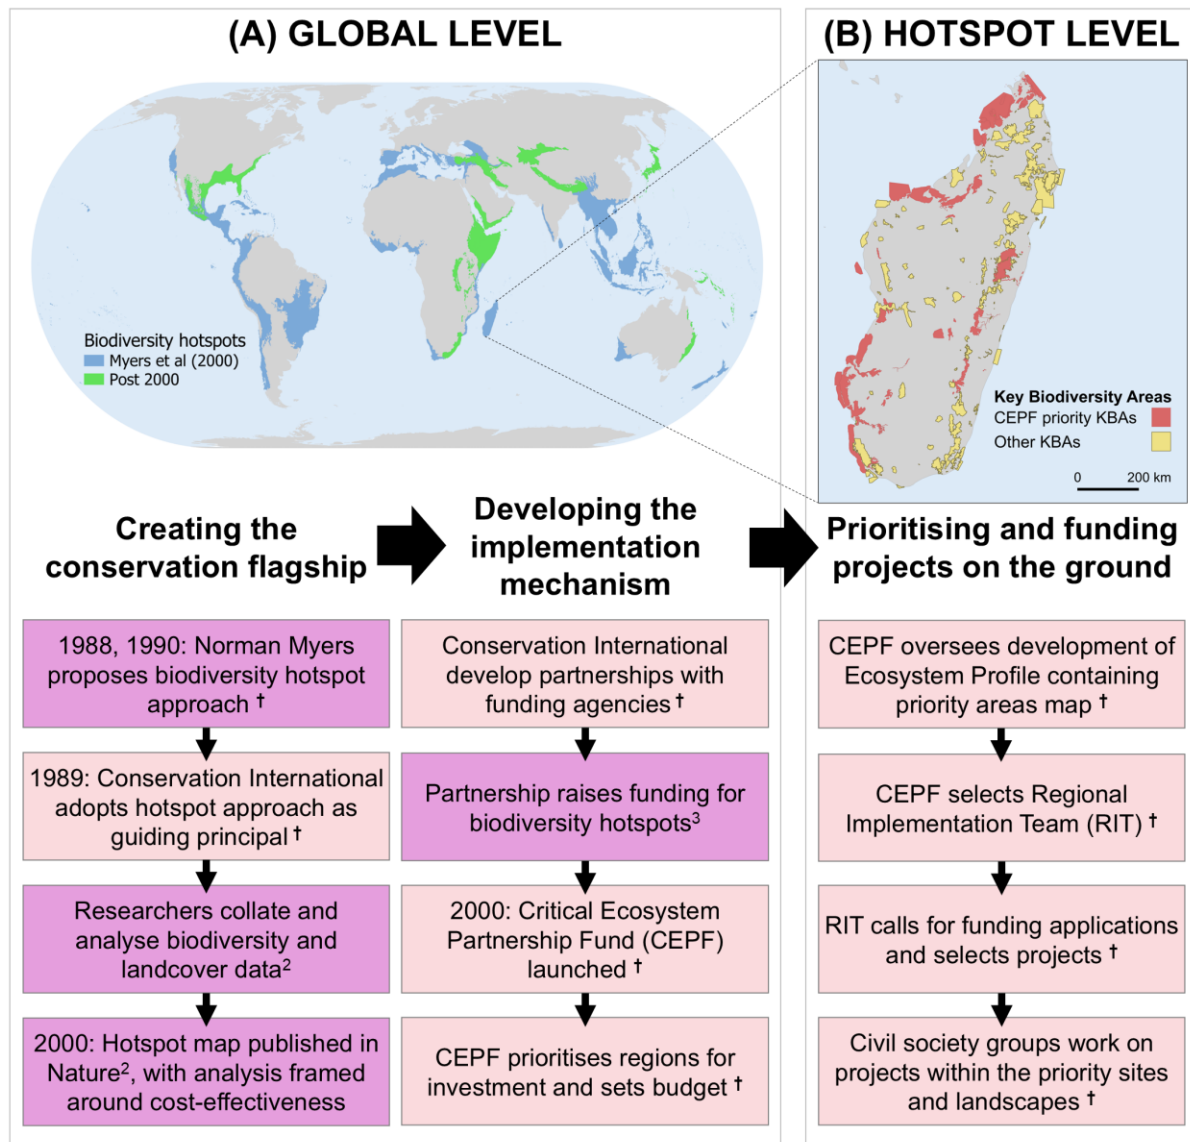 (A) GLOBAL LEVEL
Biodiversity hotspots
Myers et al (2000)
Post 2000
(B) HOTSPOT LEVEL
Key Biodiversity Areas
CEPF priority KBAs
Other KBAs
0 200 km
Creating the
conservation flagship
Developing the
implementation
mechanism
Prioritising and funding
projects on the ground
1988, 1990: Norman Myers
proposes biodiversity hotspot
approach †
1989: Conservation International
adopts hotspot approach as
guiding principal †
Researchers collate and
analyse biodiversity and
landcover data²
2000: Hotspot map published in
Nature², with analysis framed
around cost-effectiveness
Conservation International
develop partnerships with
funding agencies †
Partnership raises funding for
biodiversity hotspots³
2000: Critical Ecosystem
Partnership Fund (CEPF)
launched †
CEPF prioritises regions for
investment and sets budget †
CEPF oversees development of
Ecosystem Profile containing
priority areas map †
CEPF selects Regional
Implementation Team (RIT) †
RIT calls for funding applications
and selects projects †
Civil society groups work on
projects within the priority sites
and landscapes †